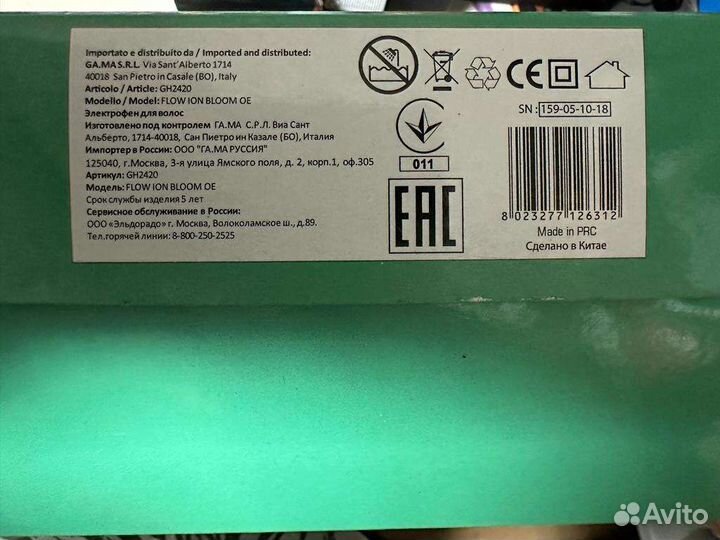 Importato e distribuito da / Imported and distributed:
GA.MA S.R.L. Via Sant'Alberto 1714
40018 San Pietro in Casale (BO), Italy
Articolo / Article: GH2420
Modello / Model: FLOW ION BLOOM OE
Электрофен для волос
Изготовлено под контролем ГА.МА С.Р.Л. Виа Сант
Альберто, 1714-40018, Сан Пиетро ин Казале (БО), Италия
Импортер в России: ООО "ГА.МА РУССИЯ"
125040, г.Москва, 3-я улица Ямского поля, д. 2, корп.1, оф.305
Артикул: GH2420
Модель: FLOW ION BLOOM OE
Срок службы изделия 5 лет
Сервисное обслуживание в России:
ООО «Эльдорадо» г. Москва, Волоколамское ш., д.89.
Тел.горячей линии: 8-800-250-2525
011
EAC
CE
SN: 159-05-10-18
8 023277 126312
Made in PRC
Сделано в Китае
Avito